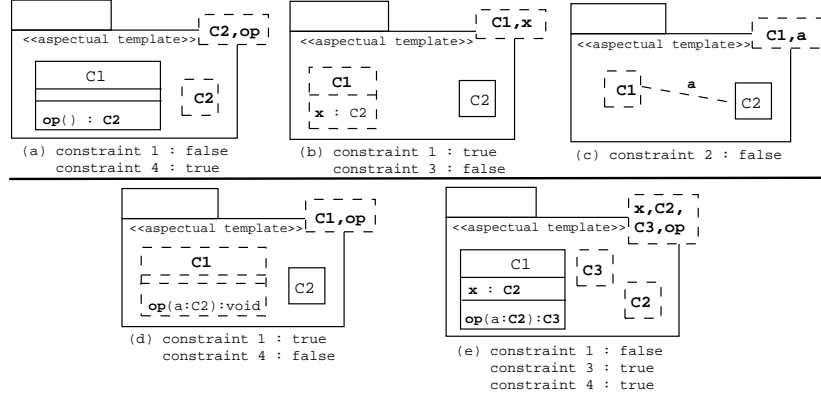 C2,op
<<aspectual template>>
C1
C2
op() : C2
(a) constraint 1 : false
constraint 4 : true
C1,x
<<aspectual template>>
C1
x : C2
C2
(b) constraint 1 : true
constraint 3 : false
C1,a
<<aspectual template>>
C1
a
C2
(c) constraint 2 : false
C1,op
<<aspectual template>>
C1
C2
op(a:C2):void
(d) constraint 1 : true
constraint 4 : false
x,C2,
C3,op
<<aspectual template>>
C1
C3
x : C2
C2
op(a:C2):C3
(e) constraint 1 : false
constraint 3 : true
constraint 4 : true